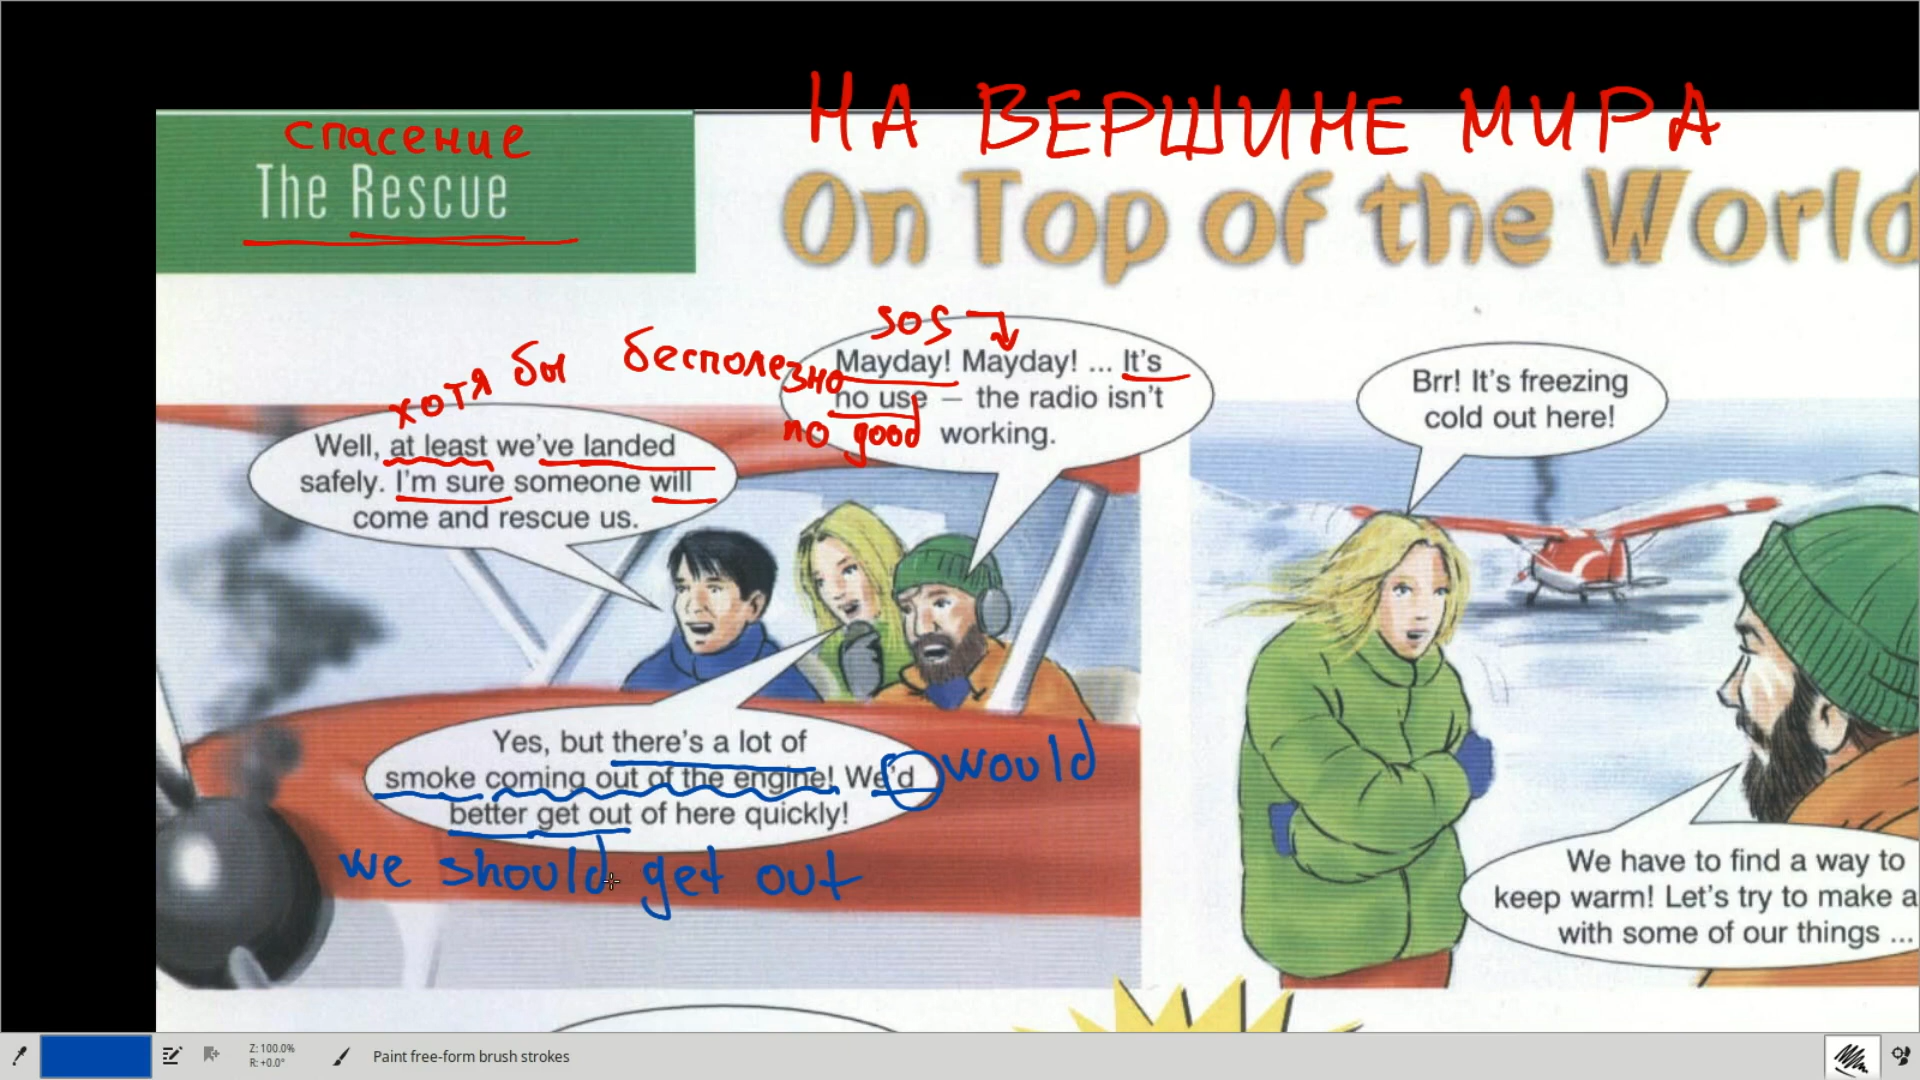 НА ВЕРШИНЕ МИРА
спасение
The Rescue
On Top of the World
sos
хотя бы бесполезно
Mayday! Mayday! ... It's
no use – the radio isn't
no good working.
Well, at least we've landed
safely. I'm sure someone will
come and rescue us.
Brr! It's freezing
cold out here!
Yes, but there's a lot of
smoke coming out of the engine! We'd
better get out of here quickly!
would
we should get out
We have to find a way to
keep warm! Let's try to make a
with some of our things ...
Z: 100.0%
R: +0.0°
Paint free-form brush strokes